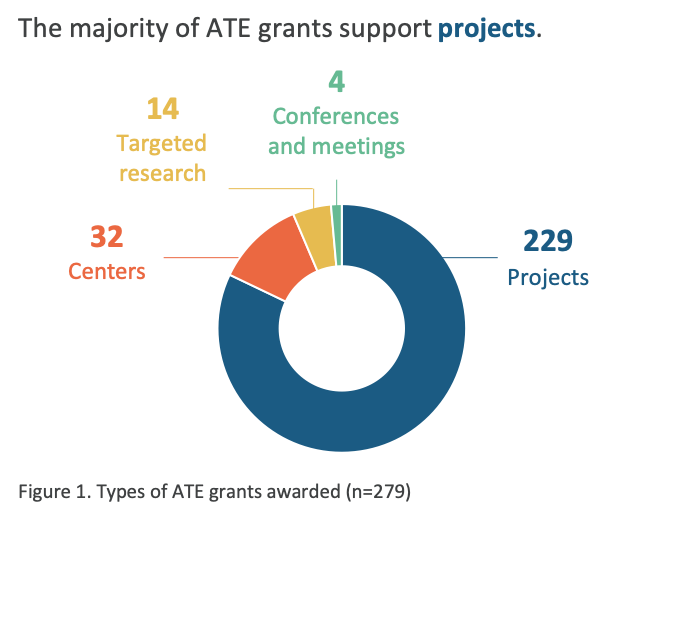 The majority of ATE grants support projects.
4
Conferences
and meetings
14
Targeted
research
32
Centers
229
Projects
Figure 1. Types of ATE grants awarded (n=279)